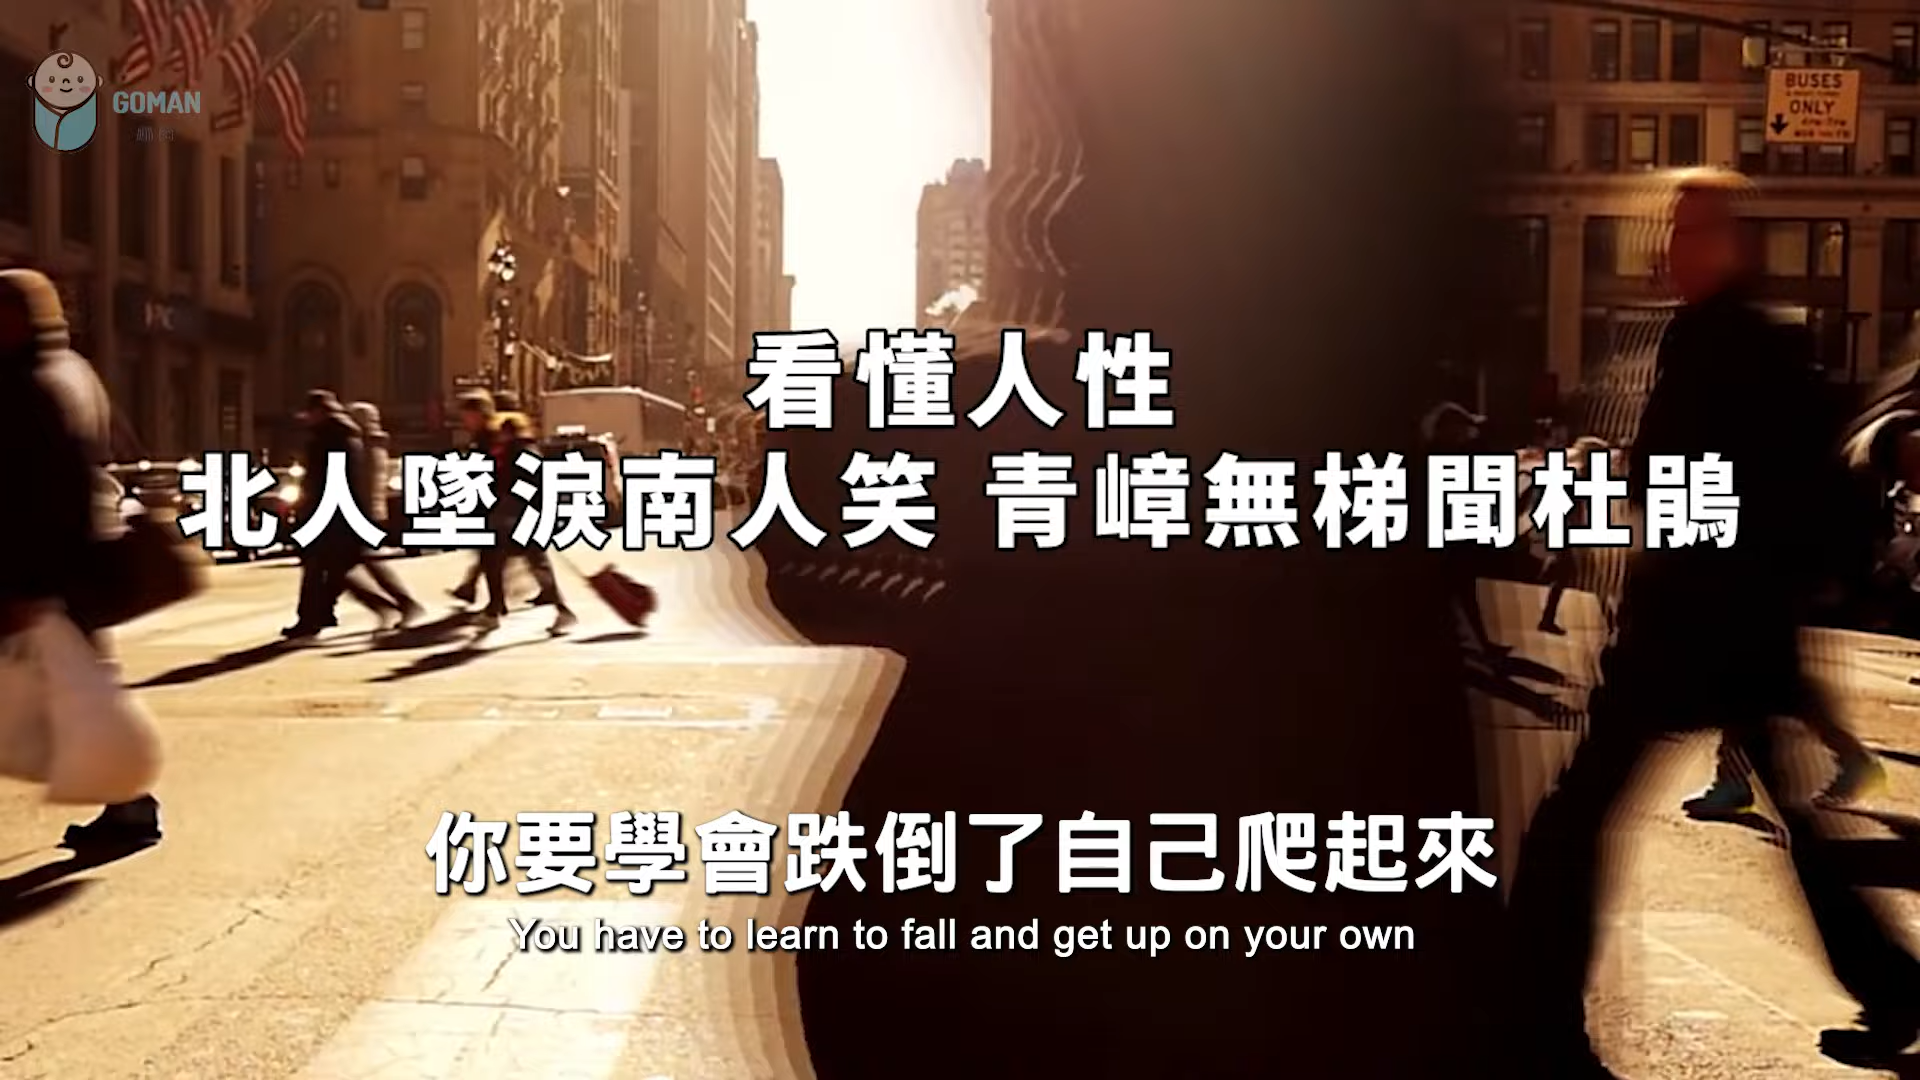 GOMAN
BUSES
ONLY
看懂人性
北人墜淚南人笑 青嶂無梯聞杜鵑
你要學會跌倒了自己爬起來
You have to learn to fall and get up on your own